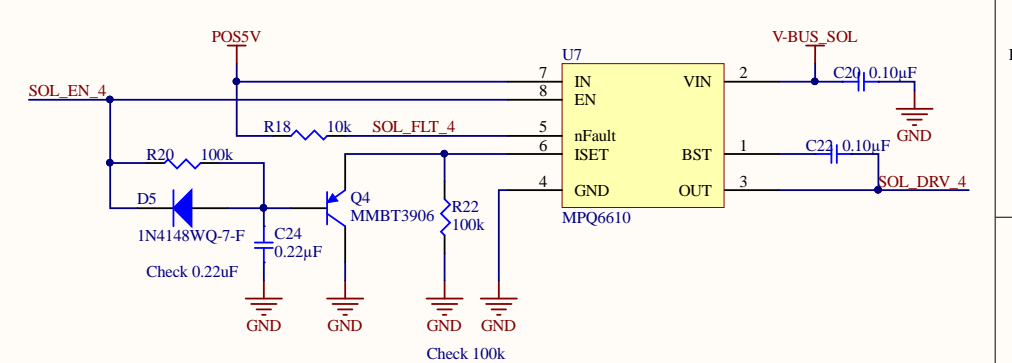 POS5V
V-BUS_SOL
U7
7 IN VIN 2
C20 0.10µF
SOL_EN_4
8 EN
GND
R18 10k SOL_FLT_4 5 nFault
6 ISET BST 1
C22 0.10µF
R20 100k
4 GND OUT 3
SOL_DRV_4
D5
Q4
MMBT3906
R22
100k
MPQ6610
1N4148WQ-7-F
C24
0.22µF
Check 0.22uF
GND GND GND GND
Check 100k